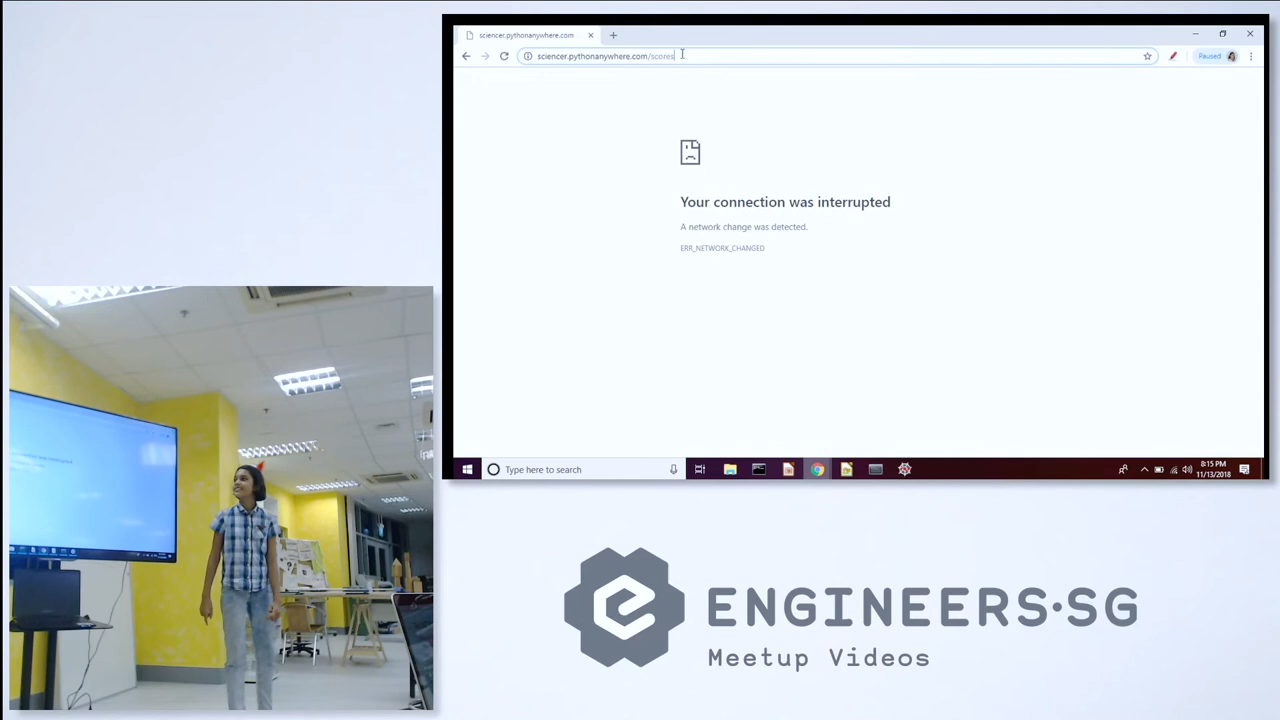 sciencer.pythonanywhere.com
sciencer.pythonanywhere.com/scores
Paused
Your connection was interrupted
A network change was detected.
ERR_NETWORK_CHANGED
Type here to search
8:15 PM
11/13/2018
ENGINEERS·SG
Meetup Videos